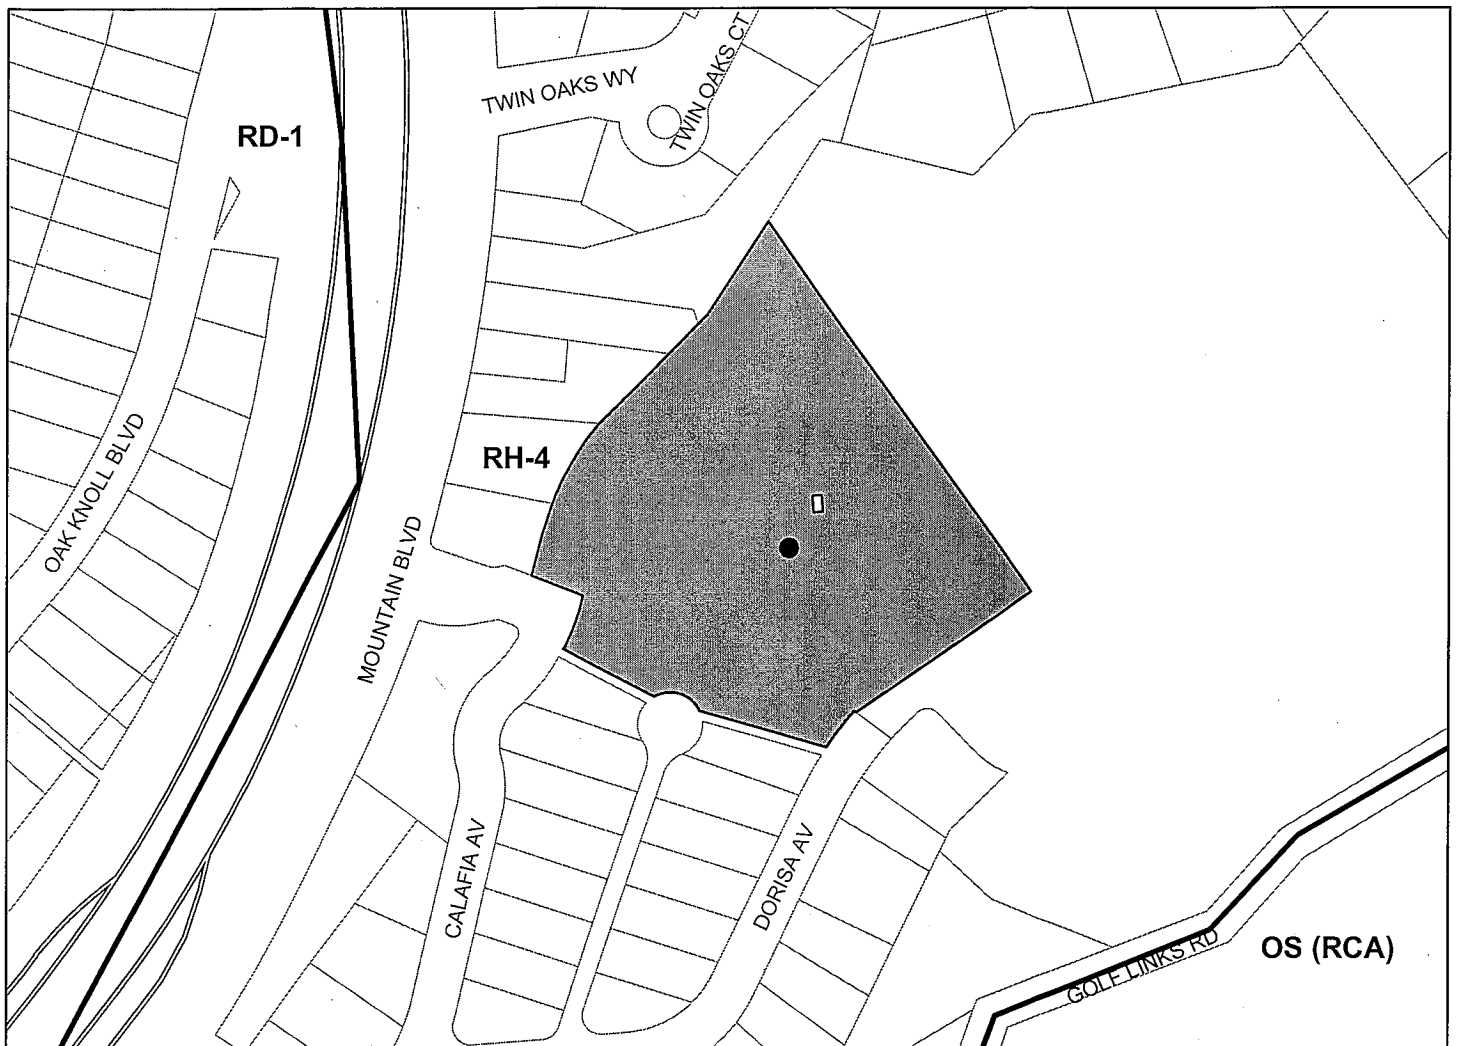 TWIN OAKS WY
TWIN OAKS CT
RD-1
OAK KNOLL BLVD
RH-4
MOUNTAIN BLVD
CALAFIA AV
DORISA AV
OS (RCA)
GOLF LINKS RD